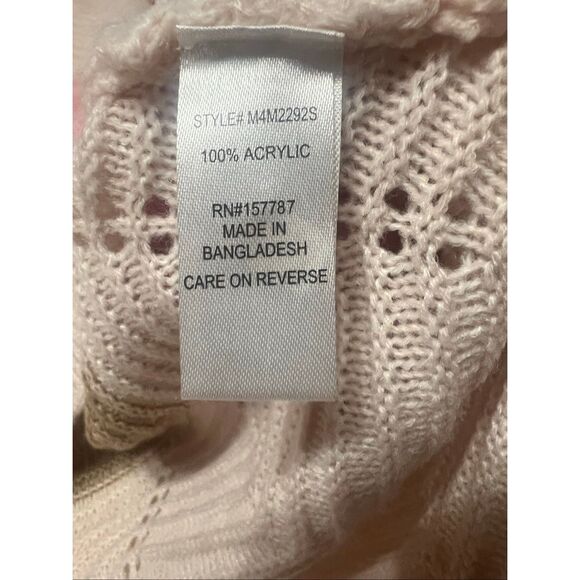 STYLE# M4M2292S
100% ACRYLIC
RN#157787
MADE IN
BANGLADESH
CARE ON REVERSE